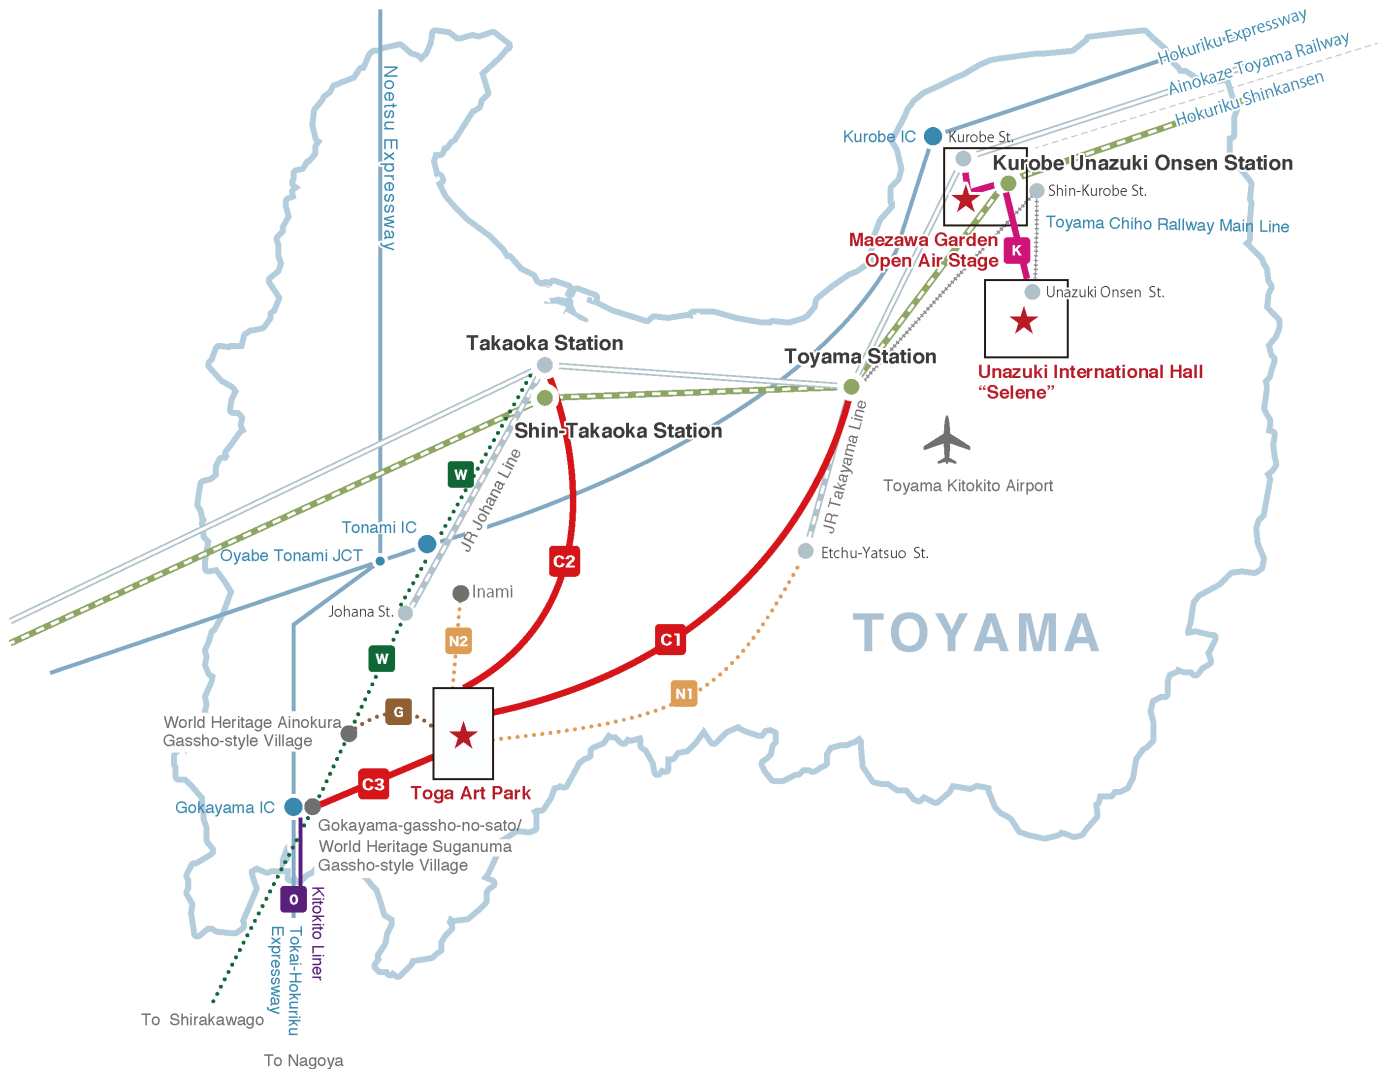 Hokuriku Expressway
Ainokaze Toyama Railway
Hokuriku Shinkansen
Noetsu Expressway
Kurobe IC
Kurobe St.
Kurobe Unazuki Onsen Station
Shin-Kurobe St.
Toyama Chiho Rallway Main Line
Maezawa Garden
Open Air Stage
K
Unazuki Onsen St.
Unazuki International Hall
“Selene”
Takaoka Station
Toyama Station
Shin-Takaoka Station
JR Takayama Line
JR Johana Line
W
Toyama Kitokito Airport
Tonami IC
Oyabe Tonami JCT
C2
Etchu-Yatsuo St.
Inami
Johana St.
N2
C1
TOYAMA
W
N1
G
World Heritage Ainokura
Gassho-style Village
C3
Toga Art Park
Gokayama IC
Gokayama-gassho-no-sato/
World Heritage Suganuma
Gassho-style Village
O
Kitokito Liner
Tokai-Hokuriku
Expressway
To Shirakawago
To Nagoya